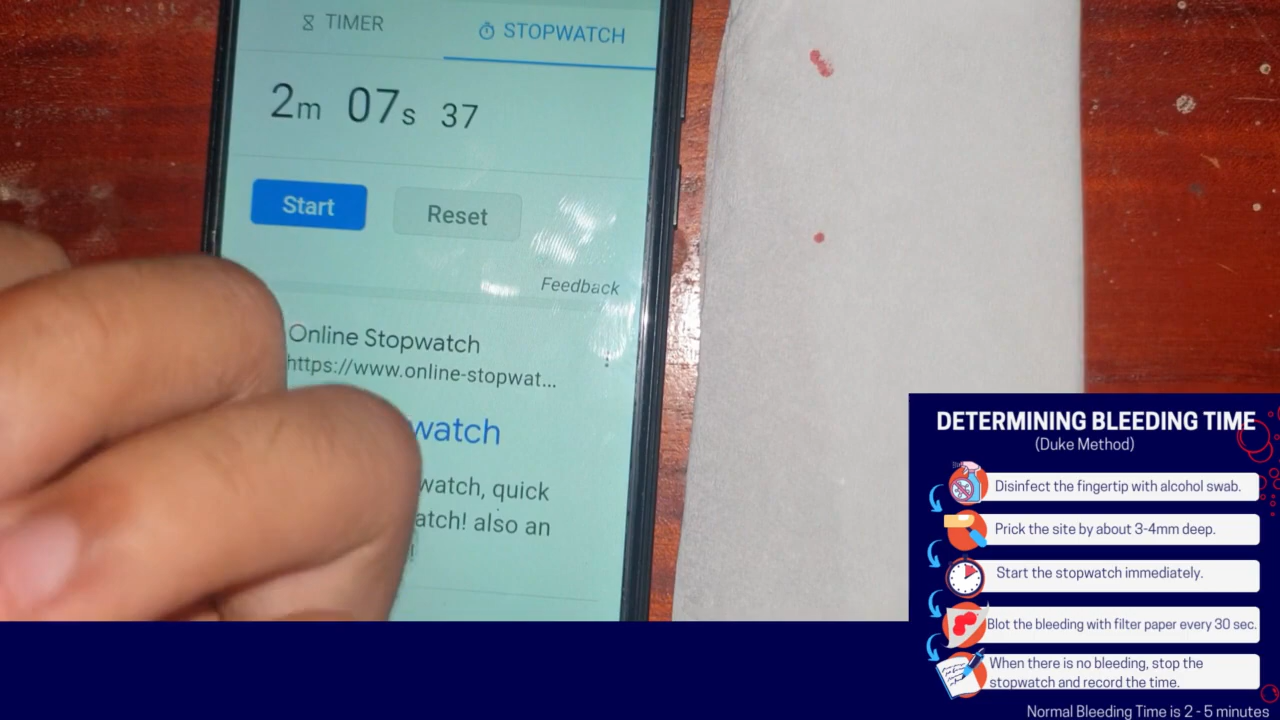 TIMER
STOPWATCH
2m 07s 37
Start
Reset
Feedback
Online Stopwatch
https://www.online-stopwat...
watch
watch, quick
atch! also an
DETERMINING BLEEDING TIME
(Duke Method)
Disinfect the fingertip with alcohol swab.
Prick the site by about 3-4mm deep.
Start the stopwatch immediately.
Blot the bleeding with filter paper every 30 sec.
When there is no bleeding, stop the
stopwatch and record the time.
Normal Bleeding Time is 2 - 5 minutes